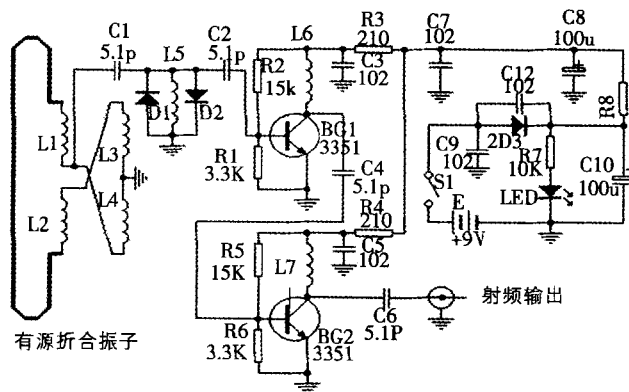 C1
5.1p
L5
C2
5.1p
L6
R3
210
C7
102
C8
100u
R2
15k
C3
102
C12
102
R8
D1
D2
L1
L3
BG1
3351
C9
102
2D3
R7
10K
R1
3.3K
C4
5.1p
S1
C10
100u
L2
L4
R4
210
E
LED
+9V
R5
15K
L7
C5
102
射频输出
C6
5.1P
R6
3.3K
BG2
3351
有源折合振子